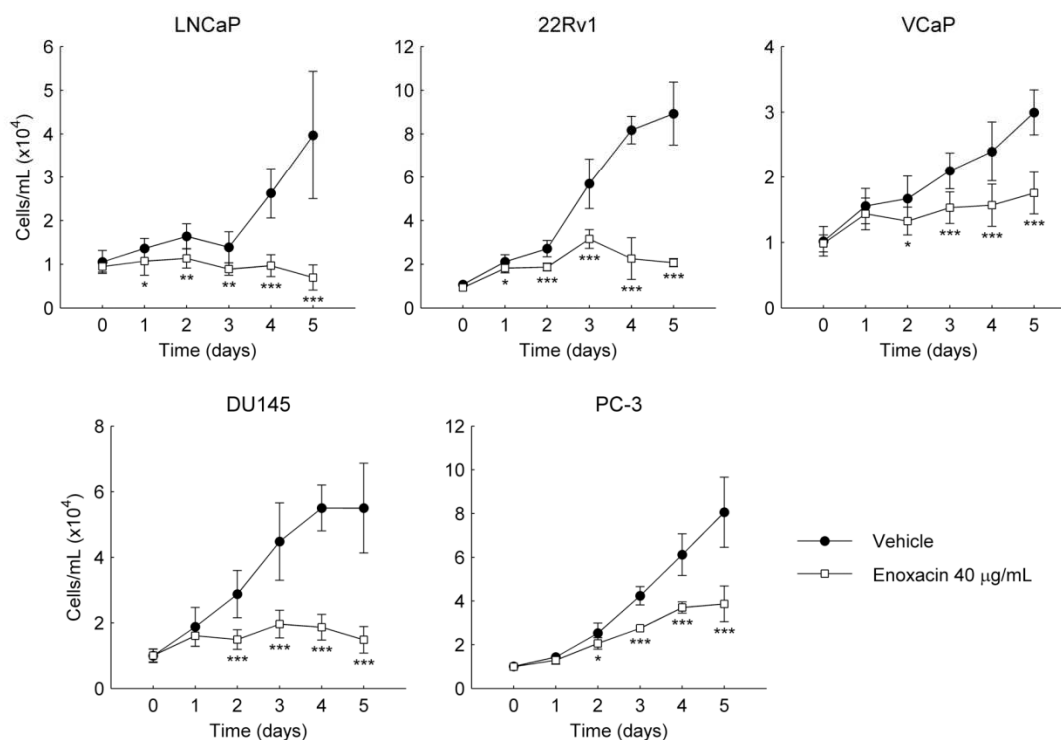 LNCaP
6
5
4
3
2
1
0
Cells/mL (x10⁴)
* ** ** *** ***
0 1 2 3 4 5
Time (days)
22Rv1
12
10
8
6
4
2
0
* *** *** *** ***
0 1 2 3 4 5
Time (days)
VCaP
4
3
2
1
0
* *** *** ***
0 1 2 3 4 5
Time (days)
DU145
8
6
4
2
0
Cells/mL (x10⁴)
*** *** *** ***
0 1 2 3 4 5
Time (days)
PC-3
12
10
8
6
4
2
0
* *** *** ***
0 1 2 3 4 5
Time (days)
Vehicle
Enoxacin 40 μg/mL